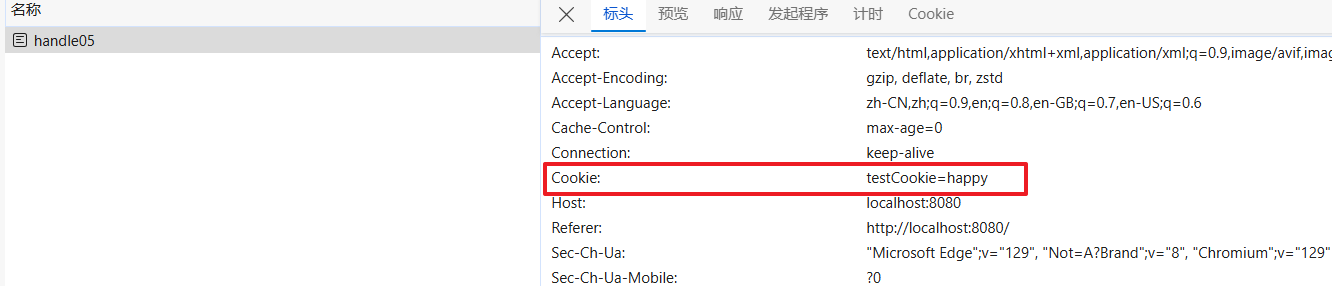 名称
handle05
标头 预览 响应 发起程序 计时 Cookie
Accept: text/html,application/xhtml+xml,application/xml;q=0.9,image/avif,imag
Accept-Encoding: gzip, deflate, br, zstd
Accept-Language: zh-CN,zh;q=0.9,en;q=0.8,en-GB;q=0.7,en-US;q=0.6
Cache-Control: max-age=0
Connection: keep-alive
Cookie: testCookie=happy
Host: localhost:8080
Referer: http://localhost:8080/
Sec-Ch-Ua: "Microsoft Edge";v="129", "Not=A?Brand";v="8", "Chromium";v="129"
Sec-Ch-Ua-Mobile: ?0